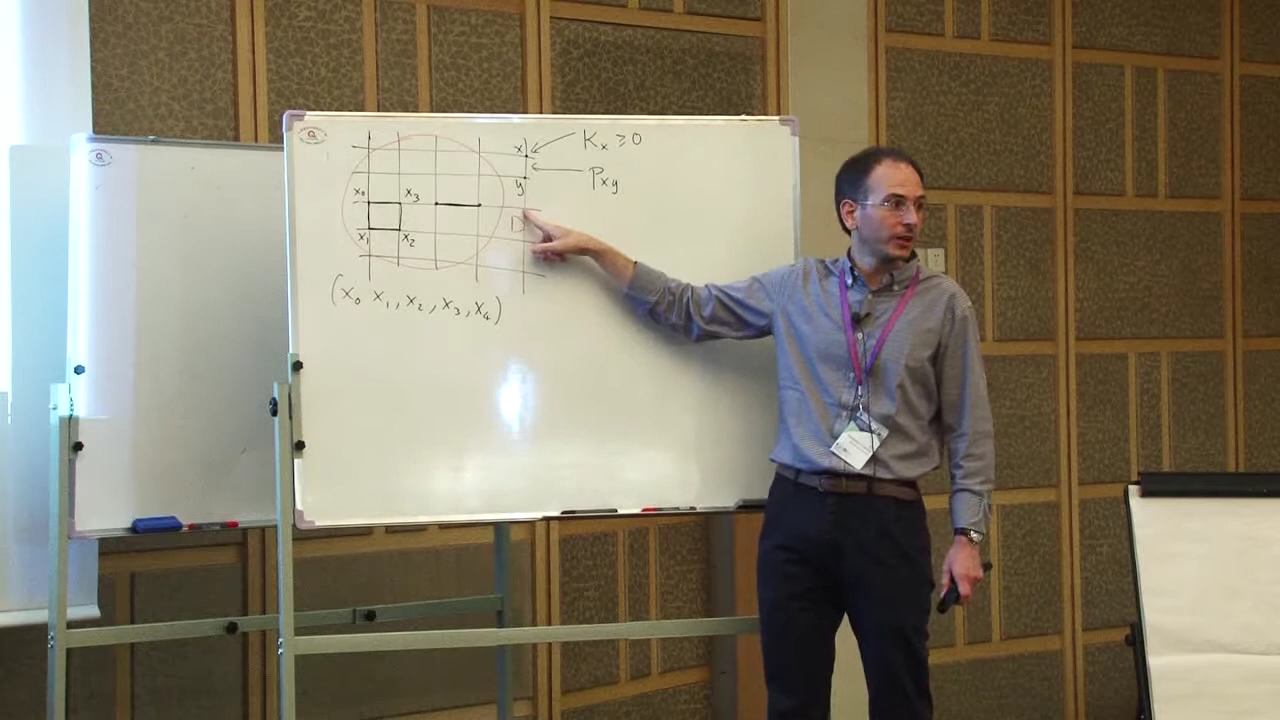 x K_x ≥ 0
y P_xy
x_0 x_3
D
x_1 x_2
(x_0 x_1, x_2, x_3, x_4)